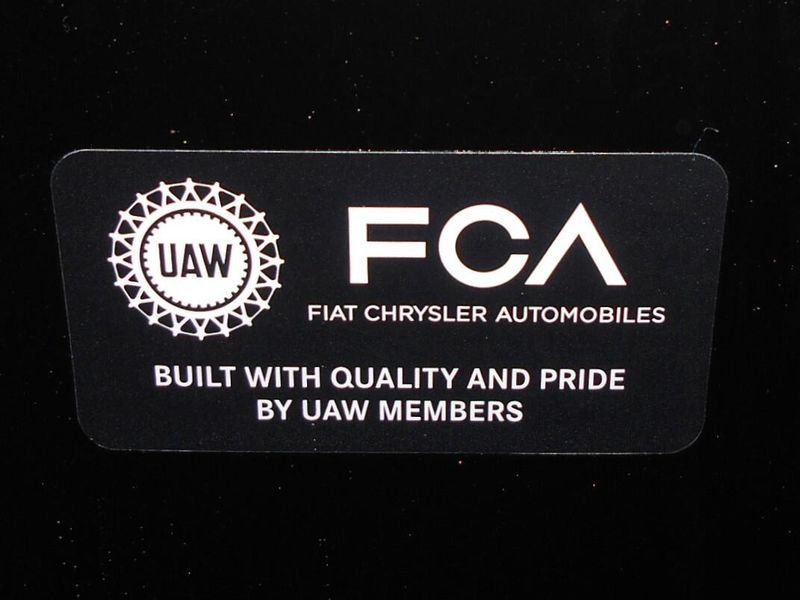 UAW
FCA
FIAT CHRYSLER AUTOMOBILES
BUILT WITH QUALITY AND PRIDE
BY UAW MEMBERS